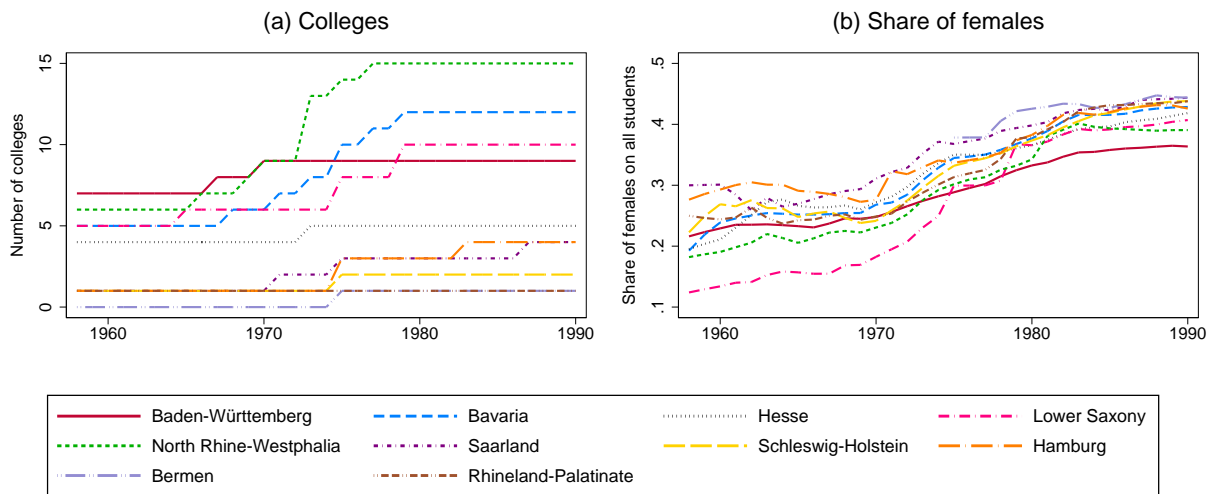 (a) Colleges
(b) Share of females
Number of colleges
0
5
10
15
1960
1970
1980
1990
Share of females on all students
.1
.2
.3
.4
.5
1960
1970
1980
1990
Baden-Württemberg
Bavaria
Hesse
Lower Saxony
North Rhine-Westphalia
Saarland
Schleswig-Holstein
Hamburg
Bermen
Rhineland-Palatinate